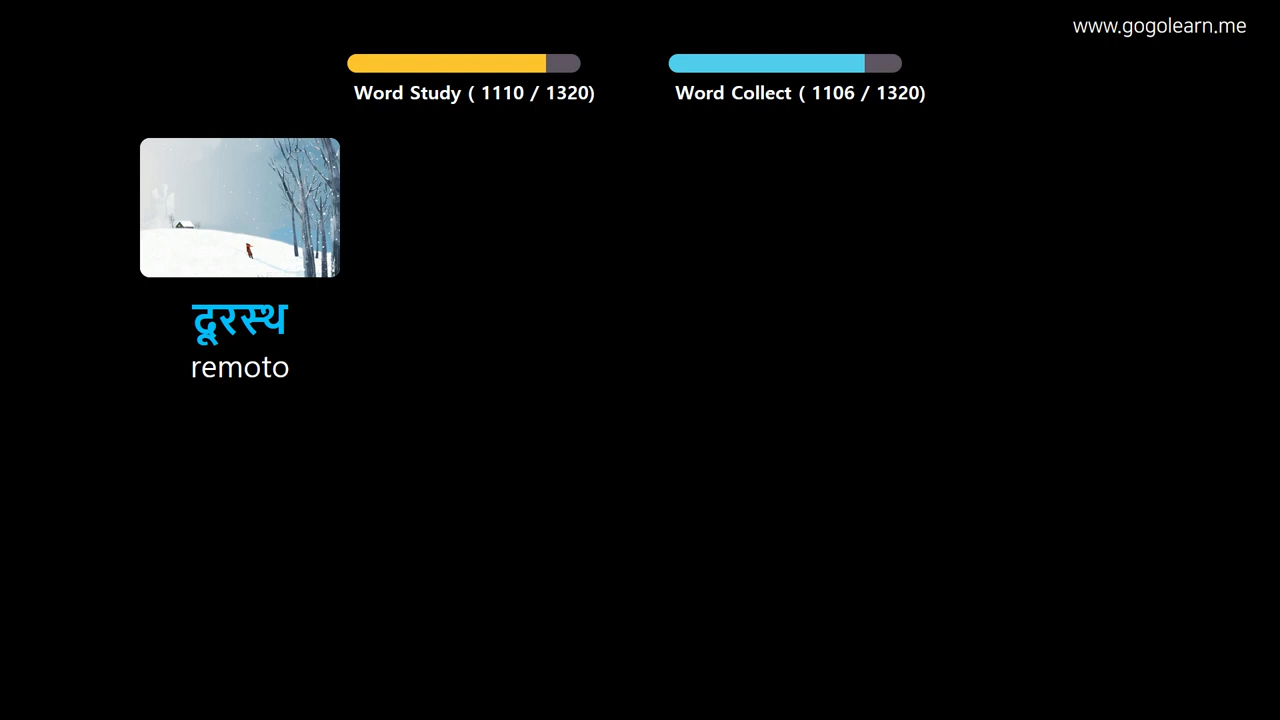 www.gogolearn.me
Word Study ( 1110 / 1320)
Word Collect ( 1106 / 1320)
दूरस्थ
remoto